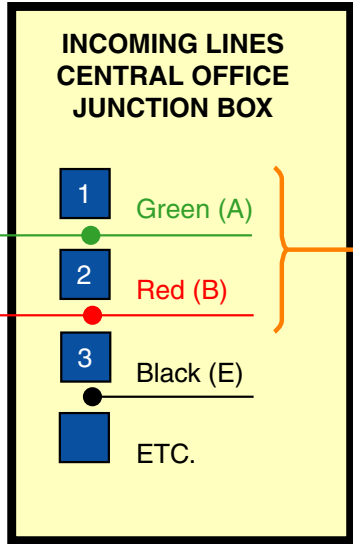 INCOMING LINES
CENTRAL OFFICE
JUNCTION BOX
1
Green (A)
2
Red (B)
3
Black (E)
ETC.